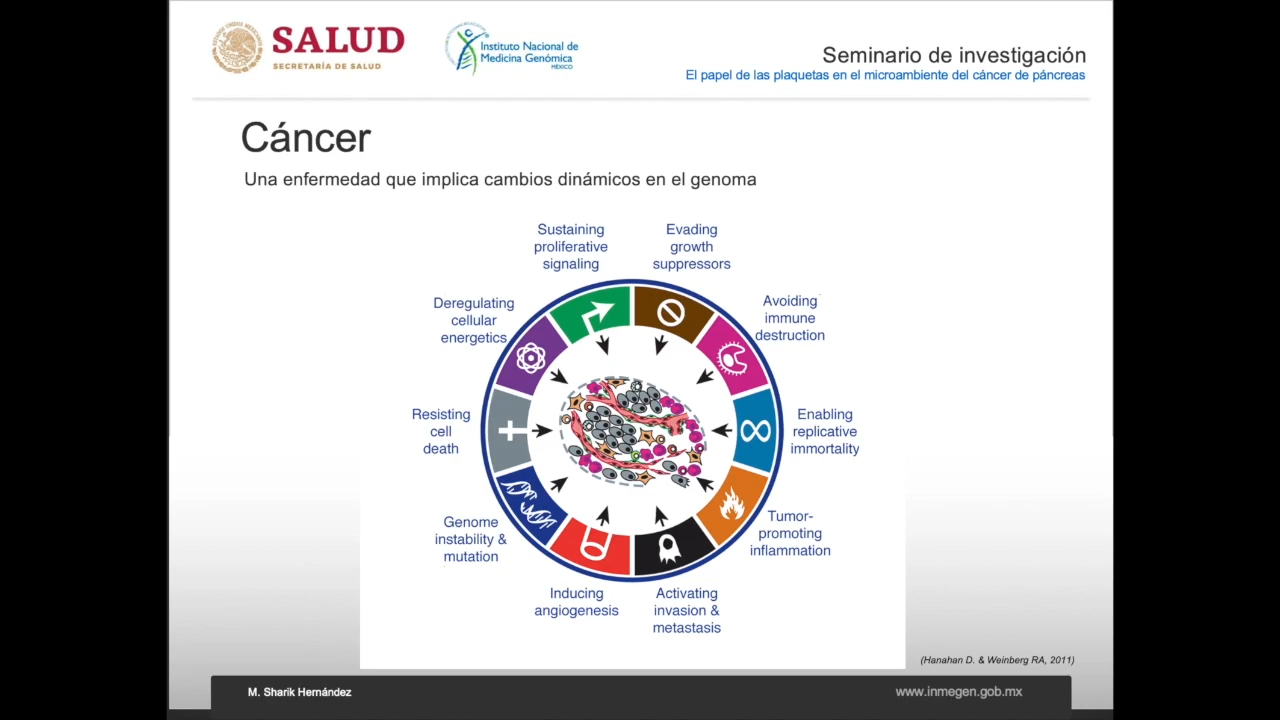 SALUD
SECRETARÍA DE SALUD
Instituto Nacional de
Medicina Genómica
MÉXICO
Seminario de investigación
El papel de las plaquetas en el microambiente del cáncer de páncreas
Cáncer
Una enfermedad que implica cambios dinámicos en el genoma
Sustaining
proliferative
signaling
Evading
growth
suppressors
Deregulating
cellular
energetics
Avoiding
immune
destruction
Resisting
cell
death
Enabling
replicative
immortality
Genome
instability &
mutation
Tumor-
promoting
inflammation
Inducing
angiogenesis
Activating
invasion &
metastasis
(Hanahan D. & Weinberg RA, 2011)
M. Sharik Hernández
www.inmegen.gob.mx